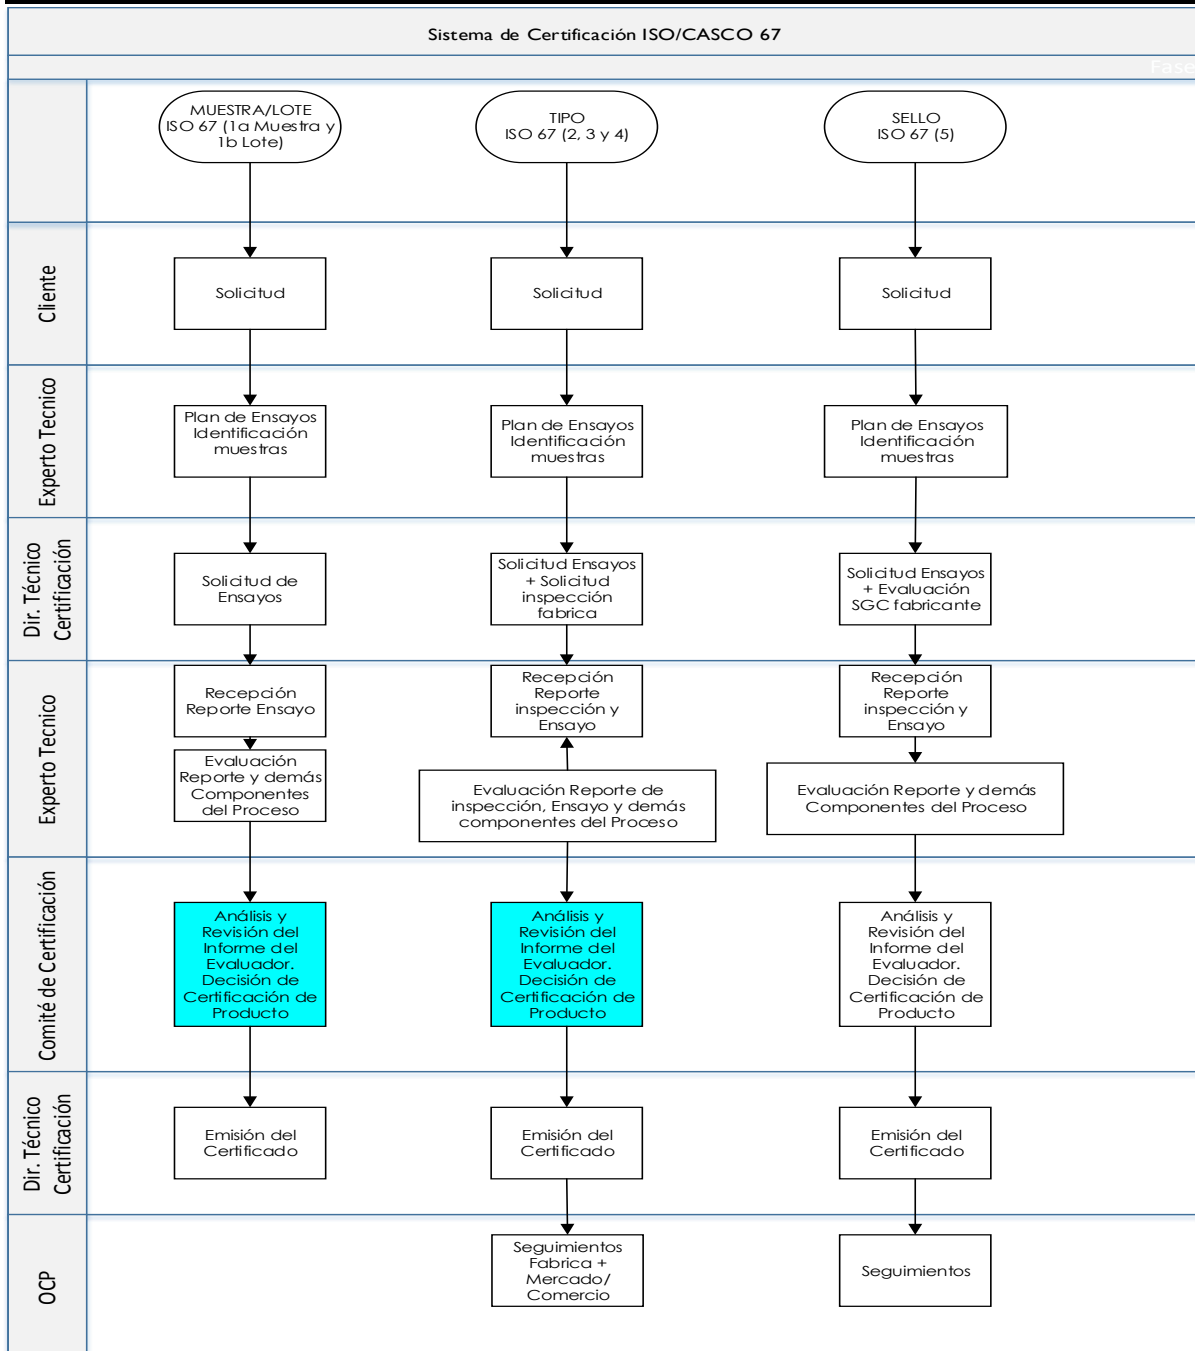 Sistema de Certificación ISO/CASCO 67
Fase
MUESTRA/LOTE
ISO 67 (1a Muestra y
1b Lote)
TIPO
ISO 67 (2, 3 y 4)
SELLO
ISO 67 (5)
Cliente
Solicitud
Solicitud
Solicitud
Experto Tecnico
Plan de Ensayos
Identificación
muestras
Plan de Ensayos
Identificación
muestras
Plan de Ensayos
Identificación
muestras
Dir. Técnico
Certificación
Solicitud de
Ensayos
Solicitud Ensayos
+ Solicitud
inspección
fabrica
Solicitud Ensayos
+ Evaluación
SGC fabricante
Experto Tecnico
Recepción
Reporte Ensayo
Recepción
Reporte
inspección y
Ensayo
Recepción
Reporte
inspección y
Ensayo
Evaluación
Reporte y demás
Componentes
del Proceso
Evaluación Reporte de
inspección, Ensayo y demás
componentes del Proceso
Evaluación Reporte y demás
Componentes del Proceso
Comité de Certificación
Análisis y
Revisión del
Informe del
Evaluador.
Decisión de
Certificación de
Producto
Análisis y
Revisión del
Informe del
Evaluador.
Decisión de
Certificación de
Producto
Análisis y
Revisión del
Informe del
Evaluador.
Decisión de
Certificación de
Producto
Dir. Técnico
Certificación
Emisión del
Certificado
Emisión del
Certificado
Emisión del
Certificado
OCP
Seguimientos
Fabrica +
Mercado/
Comercio
Seguimientos